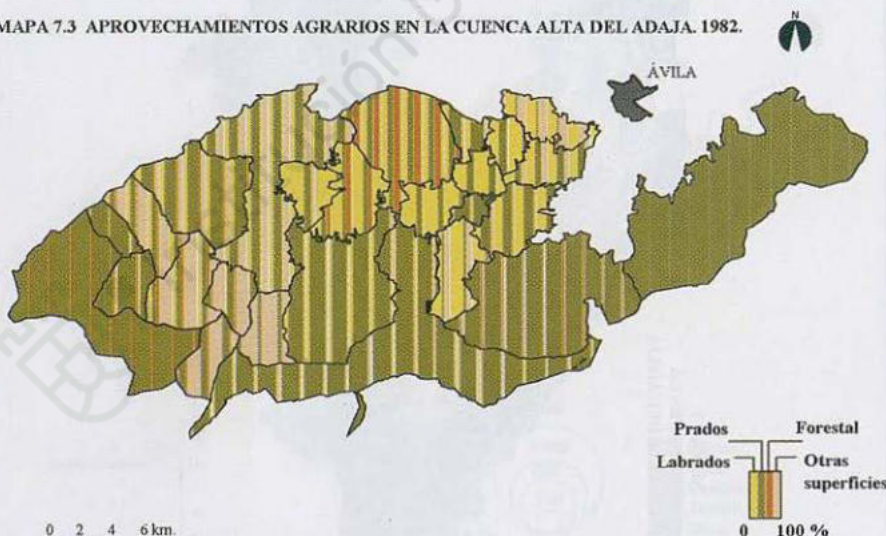 MAPA 7.3 APROVECHAMIENTOS AGRARIOS EN LA CUENCA ALTA DEL ADAJA. 1982.
N
ÁVILA
Prados Forestal
Labrados Otras
superficies
0 100 %
0 2 4 6 km.